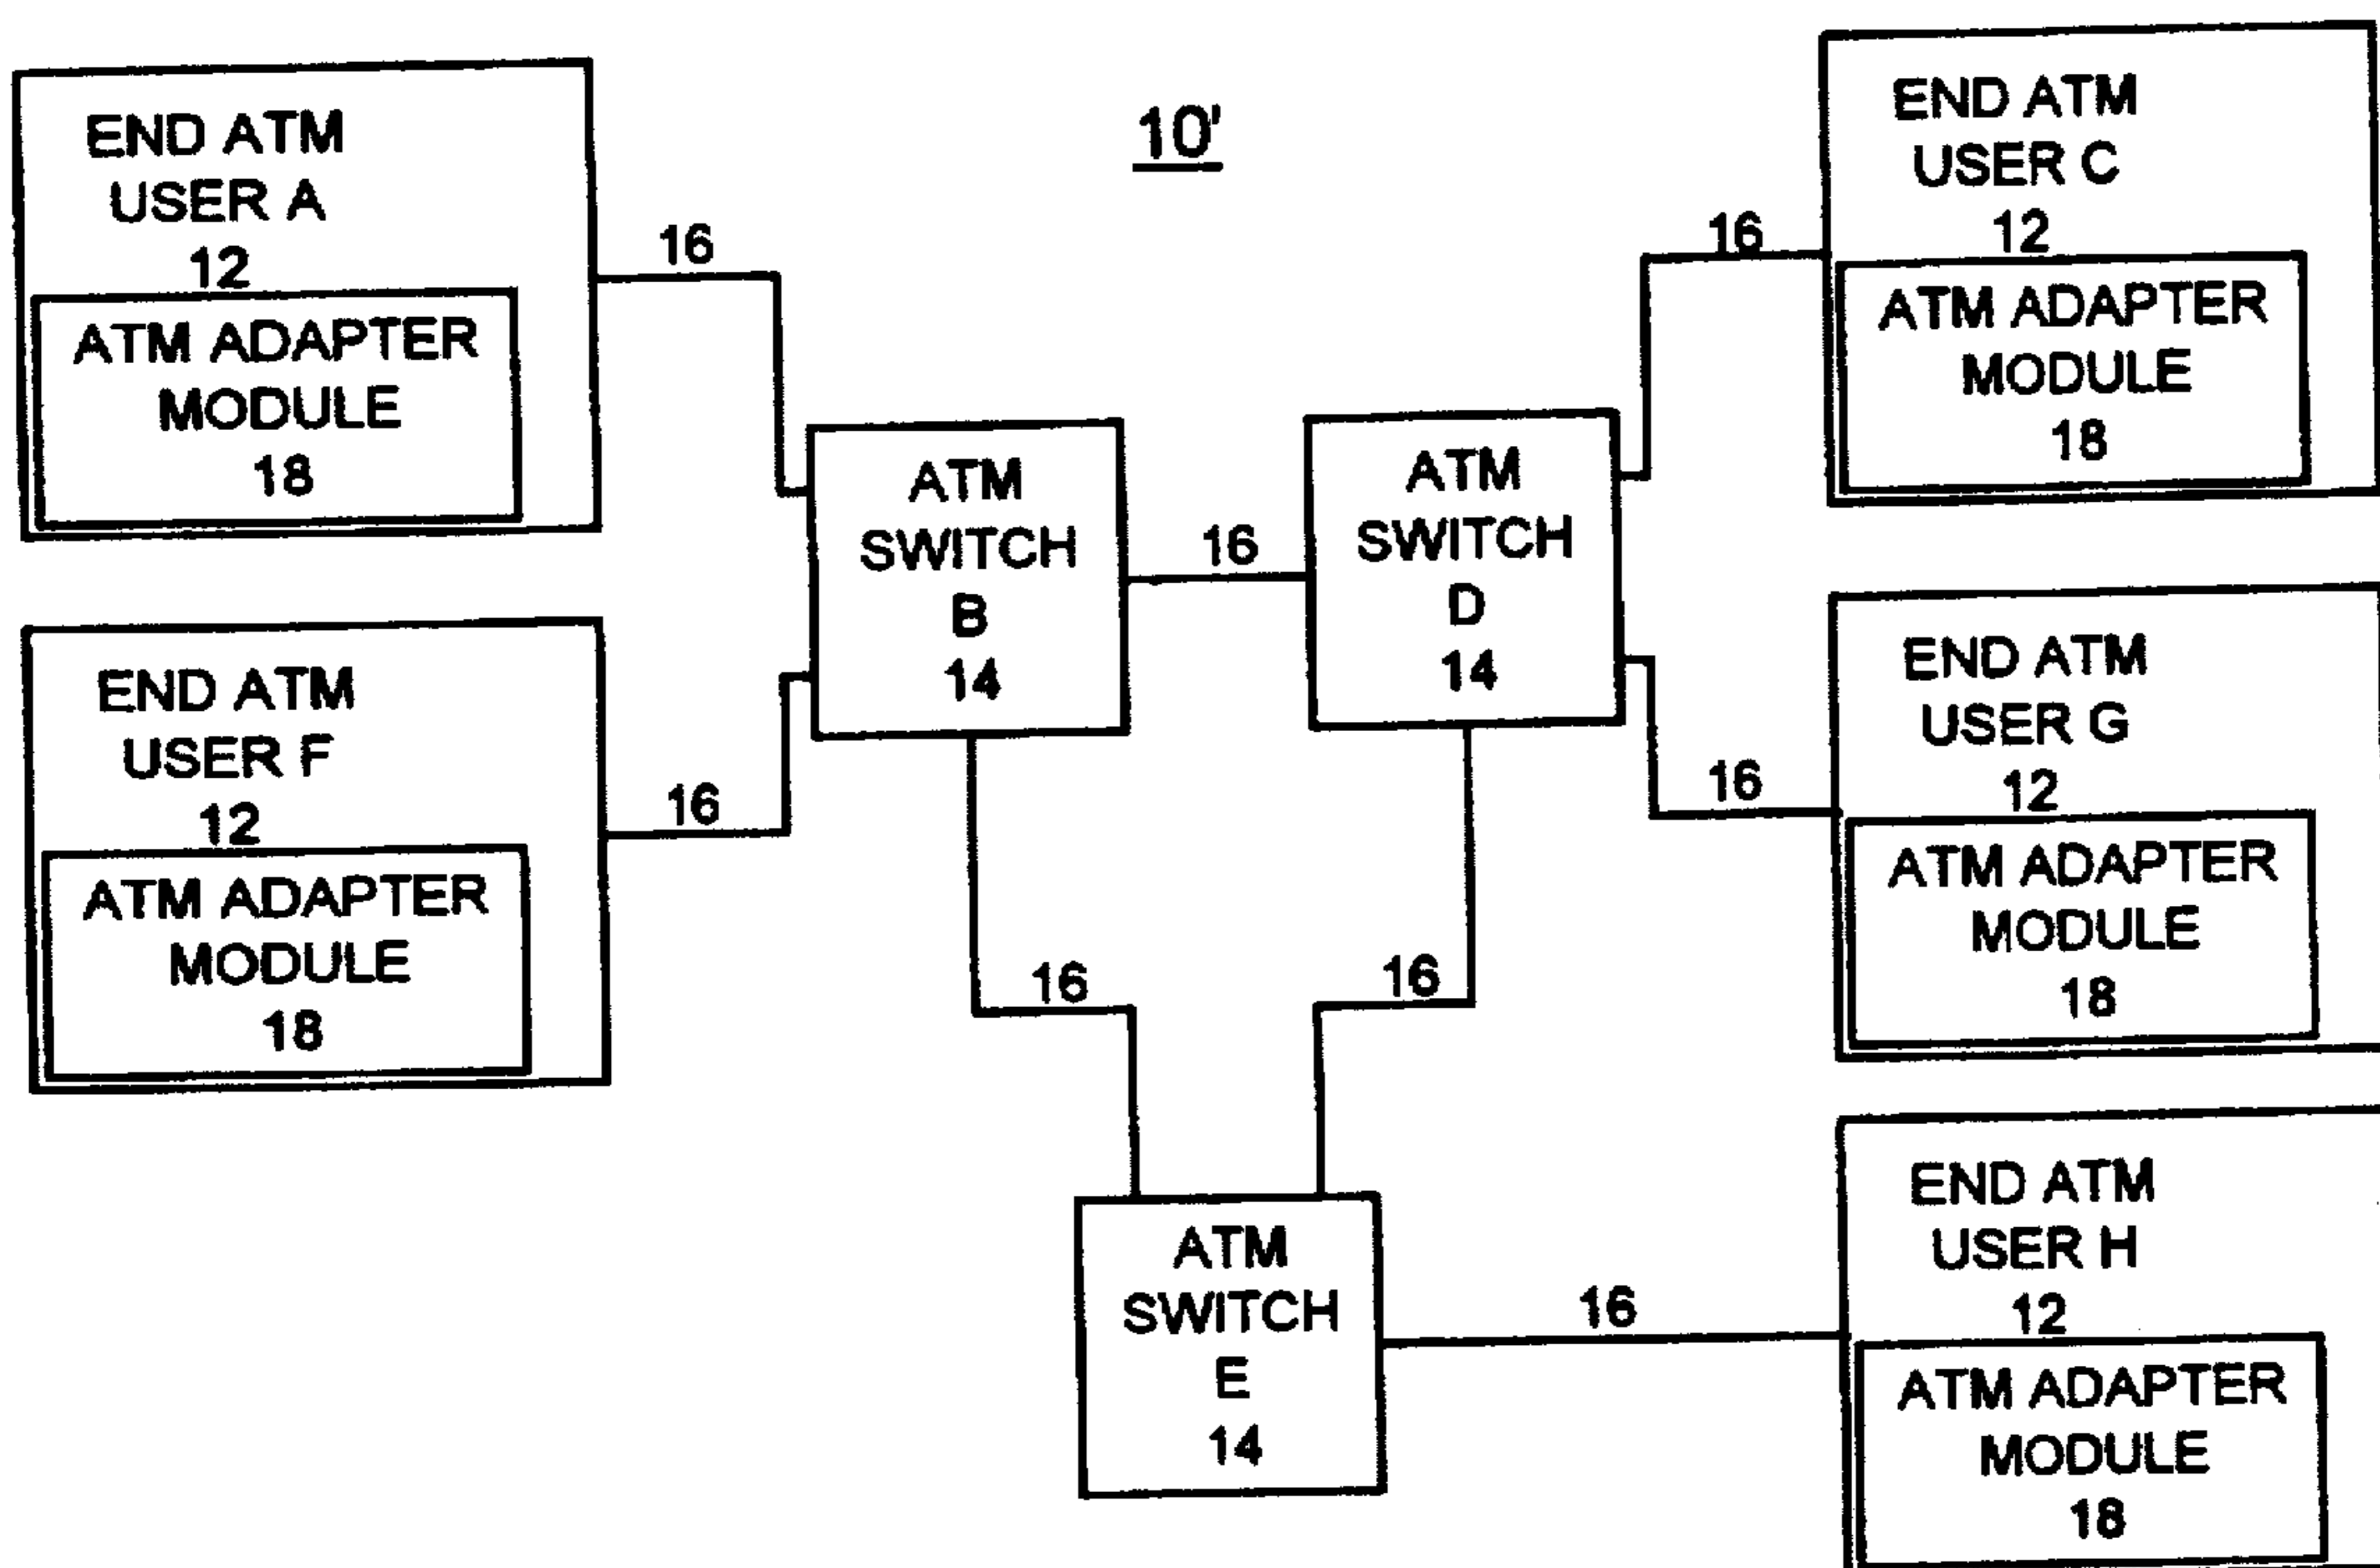 10'
END ATM
USER A
12
ATM ADAPTER
MODULE
18
16
END ATM
USER F
12
ATM ADAPTER
MODULE
18
16
ATM
SWITCH
B
14
16
ATM
SWITCH
D
14
16
END ATM
USER C
12
ATM ADAPTER
MODULE
18
16
END ATM
USER G
12
ATM ADAPTER
MODULE
18
16
16
ATM
SWITCH
E
14
16
END ATM
USER H
12
ATM ADAPTER
MODULE
18